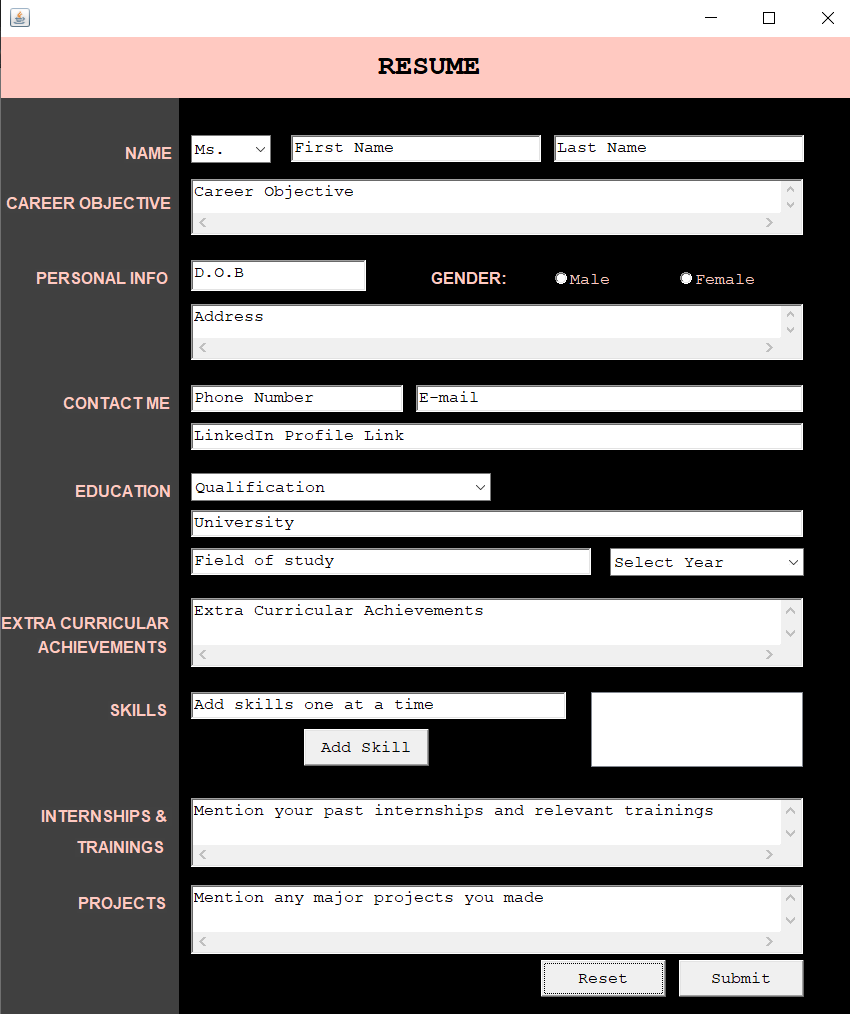 RESUME
NAME Ms. First Name Last Name
CAREER OBJECTIVE Career Objective
PERSONAL INFO D.O.B GENDER: Male Female
Address
CONTACT ME Phone Number E-mail
LinkedIn Profile Link
EDUCATION Qualification
University
Field of study Select Year
EXTRA CURRICULAR Extra Curricular Achievements
ACHIEVEMENTS
SKILLS Add skills one at a time
Add Skill
INTERNSHIPS & Mention your past internships and relevant trainings
TRAININGS
PROJECTS Mention any major projects you made
Reset Submit